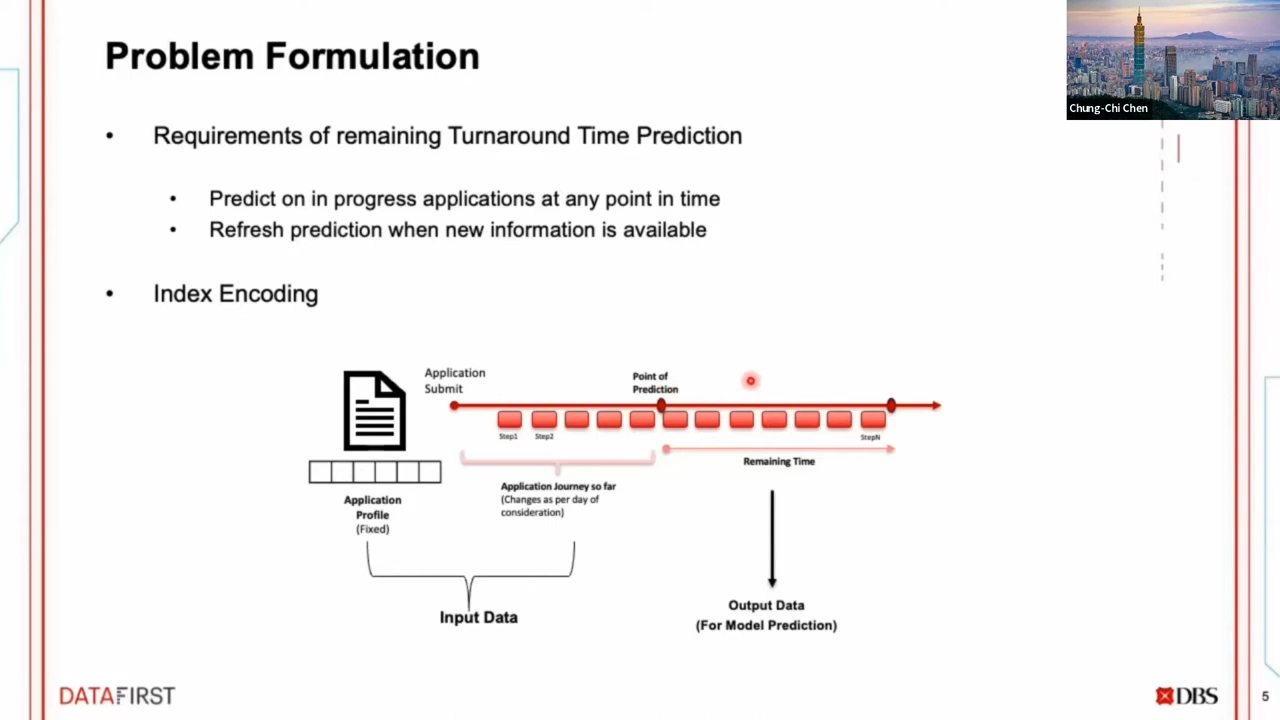 Problem Formulation
Chung-Chi Chen
• Requirements of remaining Turnaround Time Prediction
• Predict on in progress applications at any point in time
• Refresh prediction when new information is available
• Index Encoding
Application
Submit
Point of
Prediction
Step1
Step2
StepN
Remaining Time
Application Journey so far
(Changes as per day of
consideration)
Application
Profile
(Fixed)
Input Data
Output Data
(For Model Prediction)
DATAFIRST
DBS
5